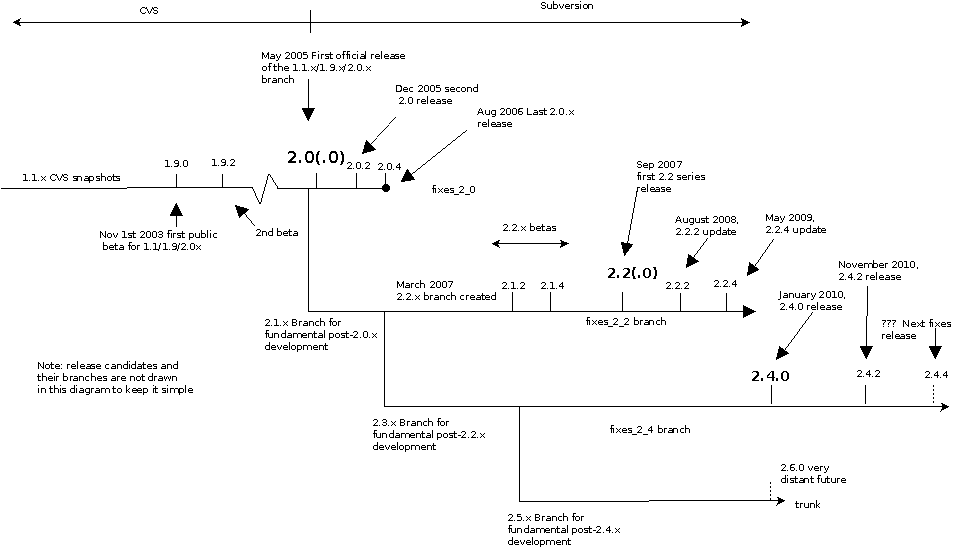 CVS
Subversion
May 2005 First official release
of the 1.1.x/1.9.x/2.0.x
branch
Dec 2005 second
2.0 release
Aug 2006 Last 2.0.x
release
2.0(.0)
2.0.2
2.0.4
1.9.0
1.9.2
1.1.x CVS snapshots
fixes_2_0
Nov 1st 2003 first public
beta for 1.1/1.9/2.0x
2nd beta
Sep 2007
first 2.2 series
release
2.2.x betas
August 2008,
2.2.2 update
May 2009,
2.2.4 update
March 2007
2.2.x branch created
2.1.2
2.1.4
2.2(.0)
2.2.2
2.2.4
November 2010,
2.4.2 release
January 2010,
2.4.0 release
2.1.x Branch for
fundamental post-2.0.x
development
fixes_2_2 branch
??? Next fixes
release
Note: release candidates and
their branches are not drawn
in this diagram to keep it simple
2.4.0
2.4.2
2.4.4
2.3.x Branch for
fundamental post-2.2.x
development
fixes_2_4 branch
2.6.0 very
distant future
trunk
2.5.x Branch for
fundamental post-2.4.x
development